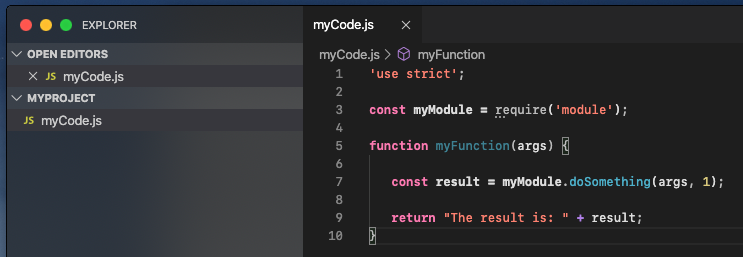 EXPLORER
OPEN EDITORS
JS myCode.js
MYPROJECT
JS myCode.js
myCode.js
myCode.js > myFunction
1 'use strict';
2
3 const myModule = require('module');
4
5 function myFunction(args) {
6
7 const result = myModule.doSomething(args, 1);
8
9 return "The result is: " + result;
10 }